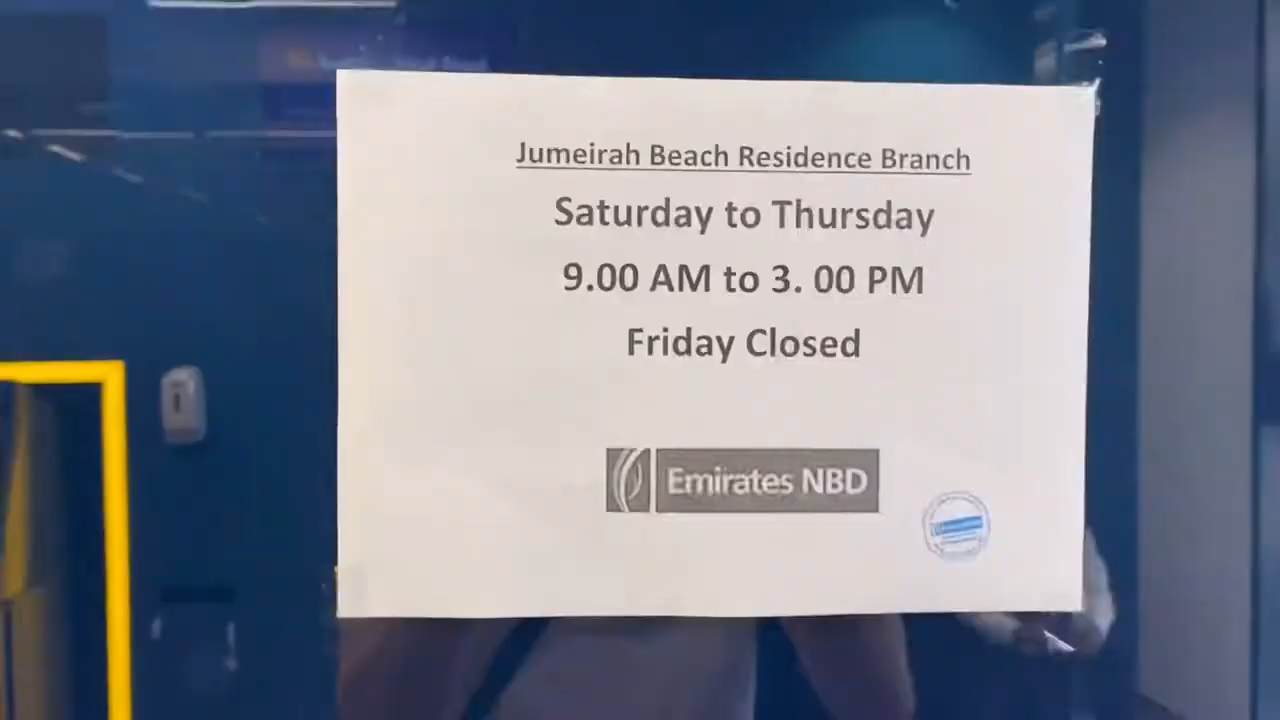 Jumeirah Beach Residence Branch
Saturday to Thursday
9.00 AM to 3. 00 PM
Friday Closed
Emirates NBD